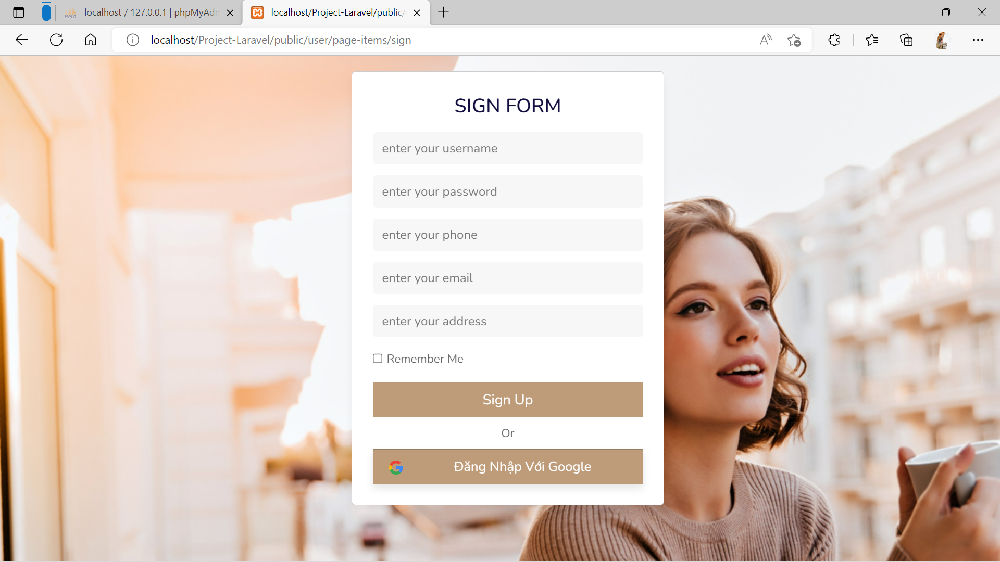 localhost / 127.0.0.1 | phpMyAdm
localhost/Project-Laravel/public/
localhost/Project-Laravel/public/user/page-items/sign
SIGN FORM
enter your username
enter your password
enter your phone
enter your email
enter your address
Remember Me
Sign Up
Or
Đăng Nhập Với Google